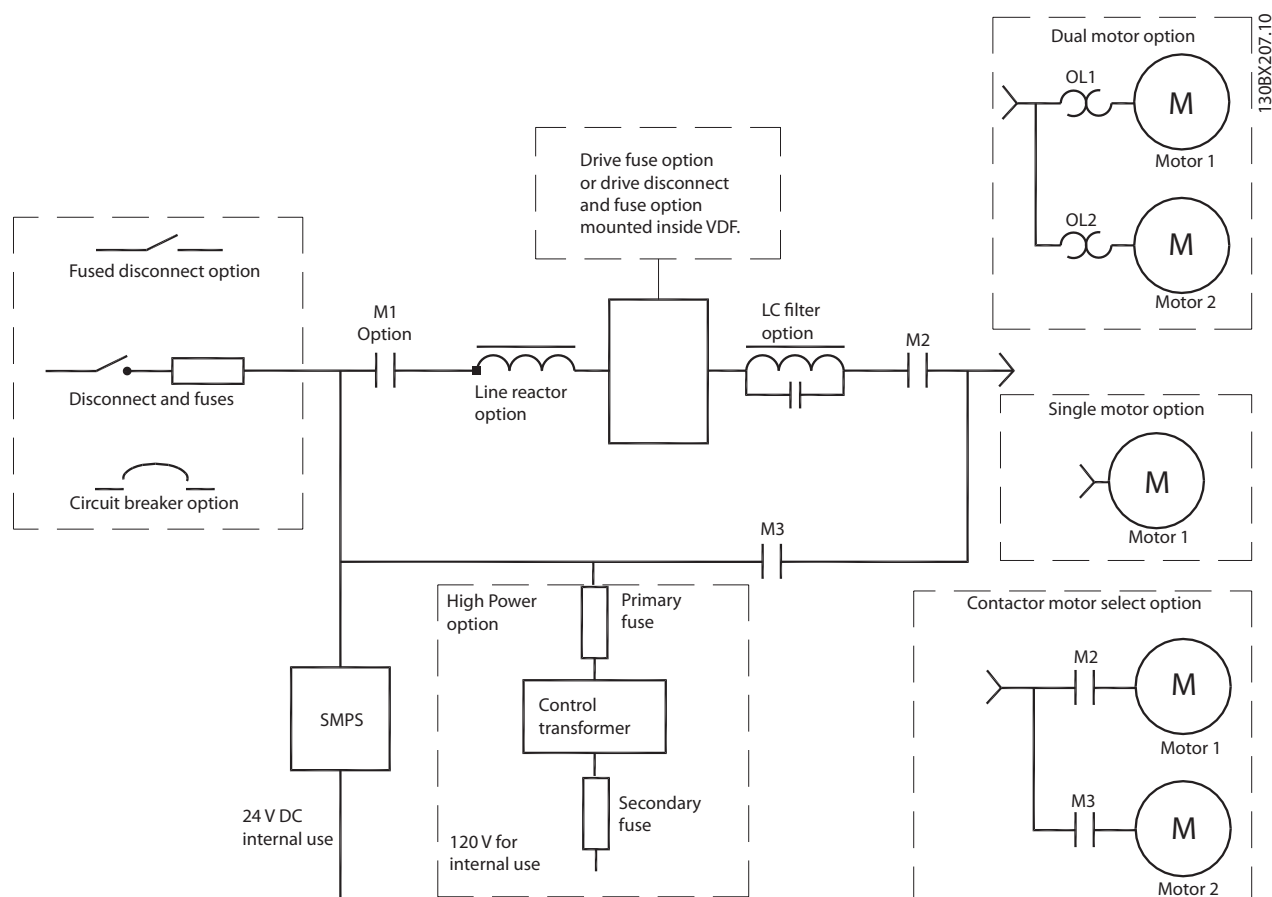 Dual motor option
130BX207.10
OL1
M
Motor 1
OL2
M
Motor 2
Drive fuse option
or drive disconnect
and fuse option
mounted inside VDF.
Fused disconnect option
Disconnect and fuses
Circuit breaker option
M1
Option
Line reactor
option
LC filter
option
M2
Single motor option
M
Motor 1
M3
High Power
option
Primary
fuse
Control
transformer
Secondary
fuse
120 V for
internal use
SMPS
24 V DC
internal use
Contactor motor select option
M2
M
Motor 1
M3
M
Motor 2